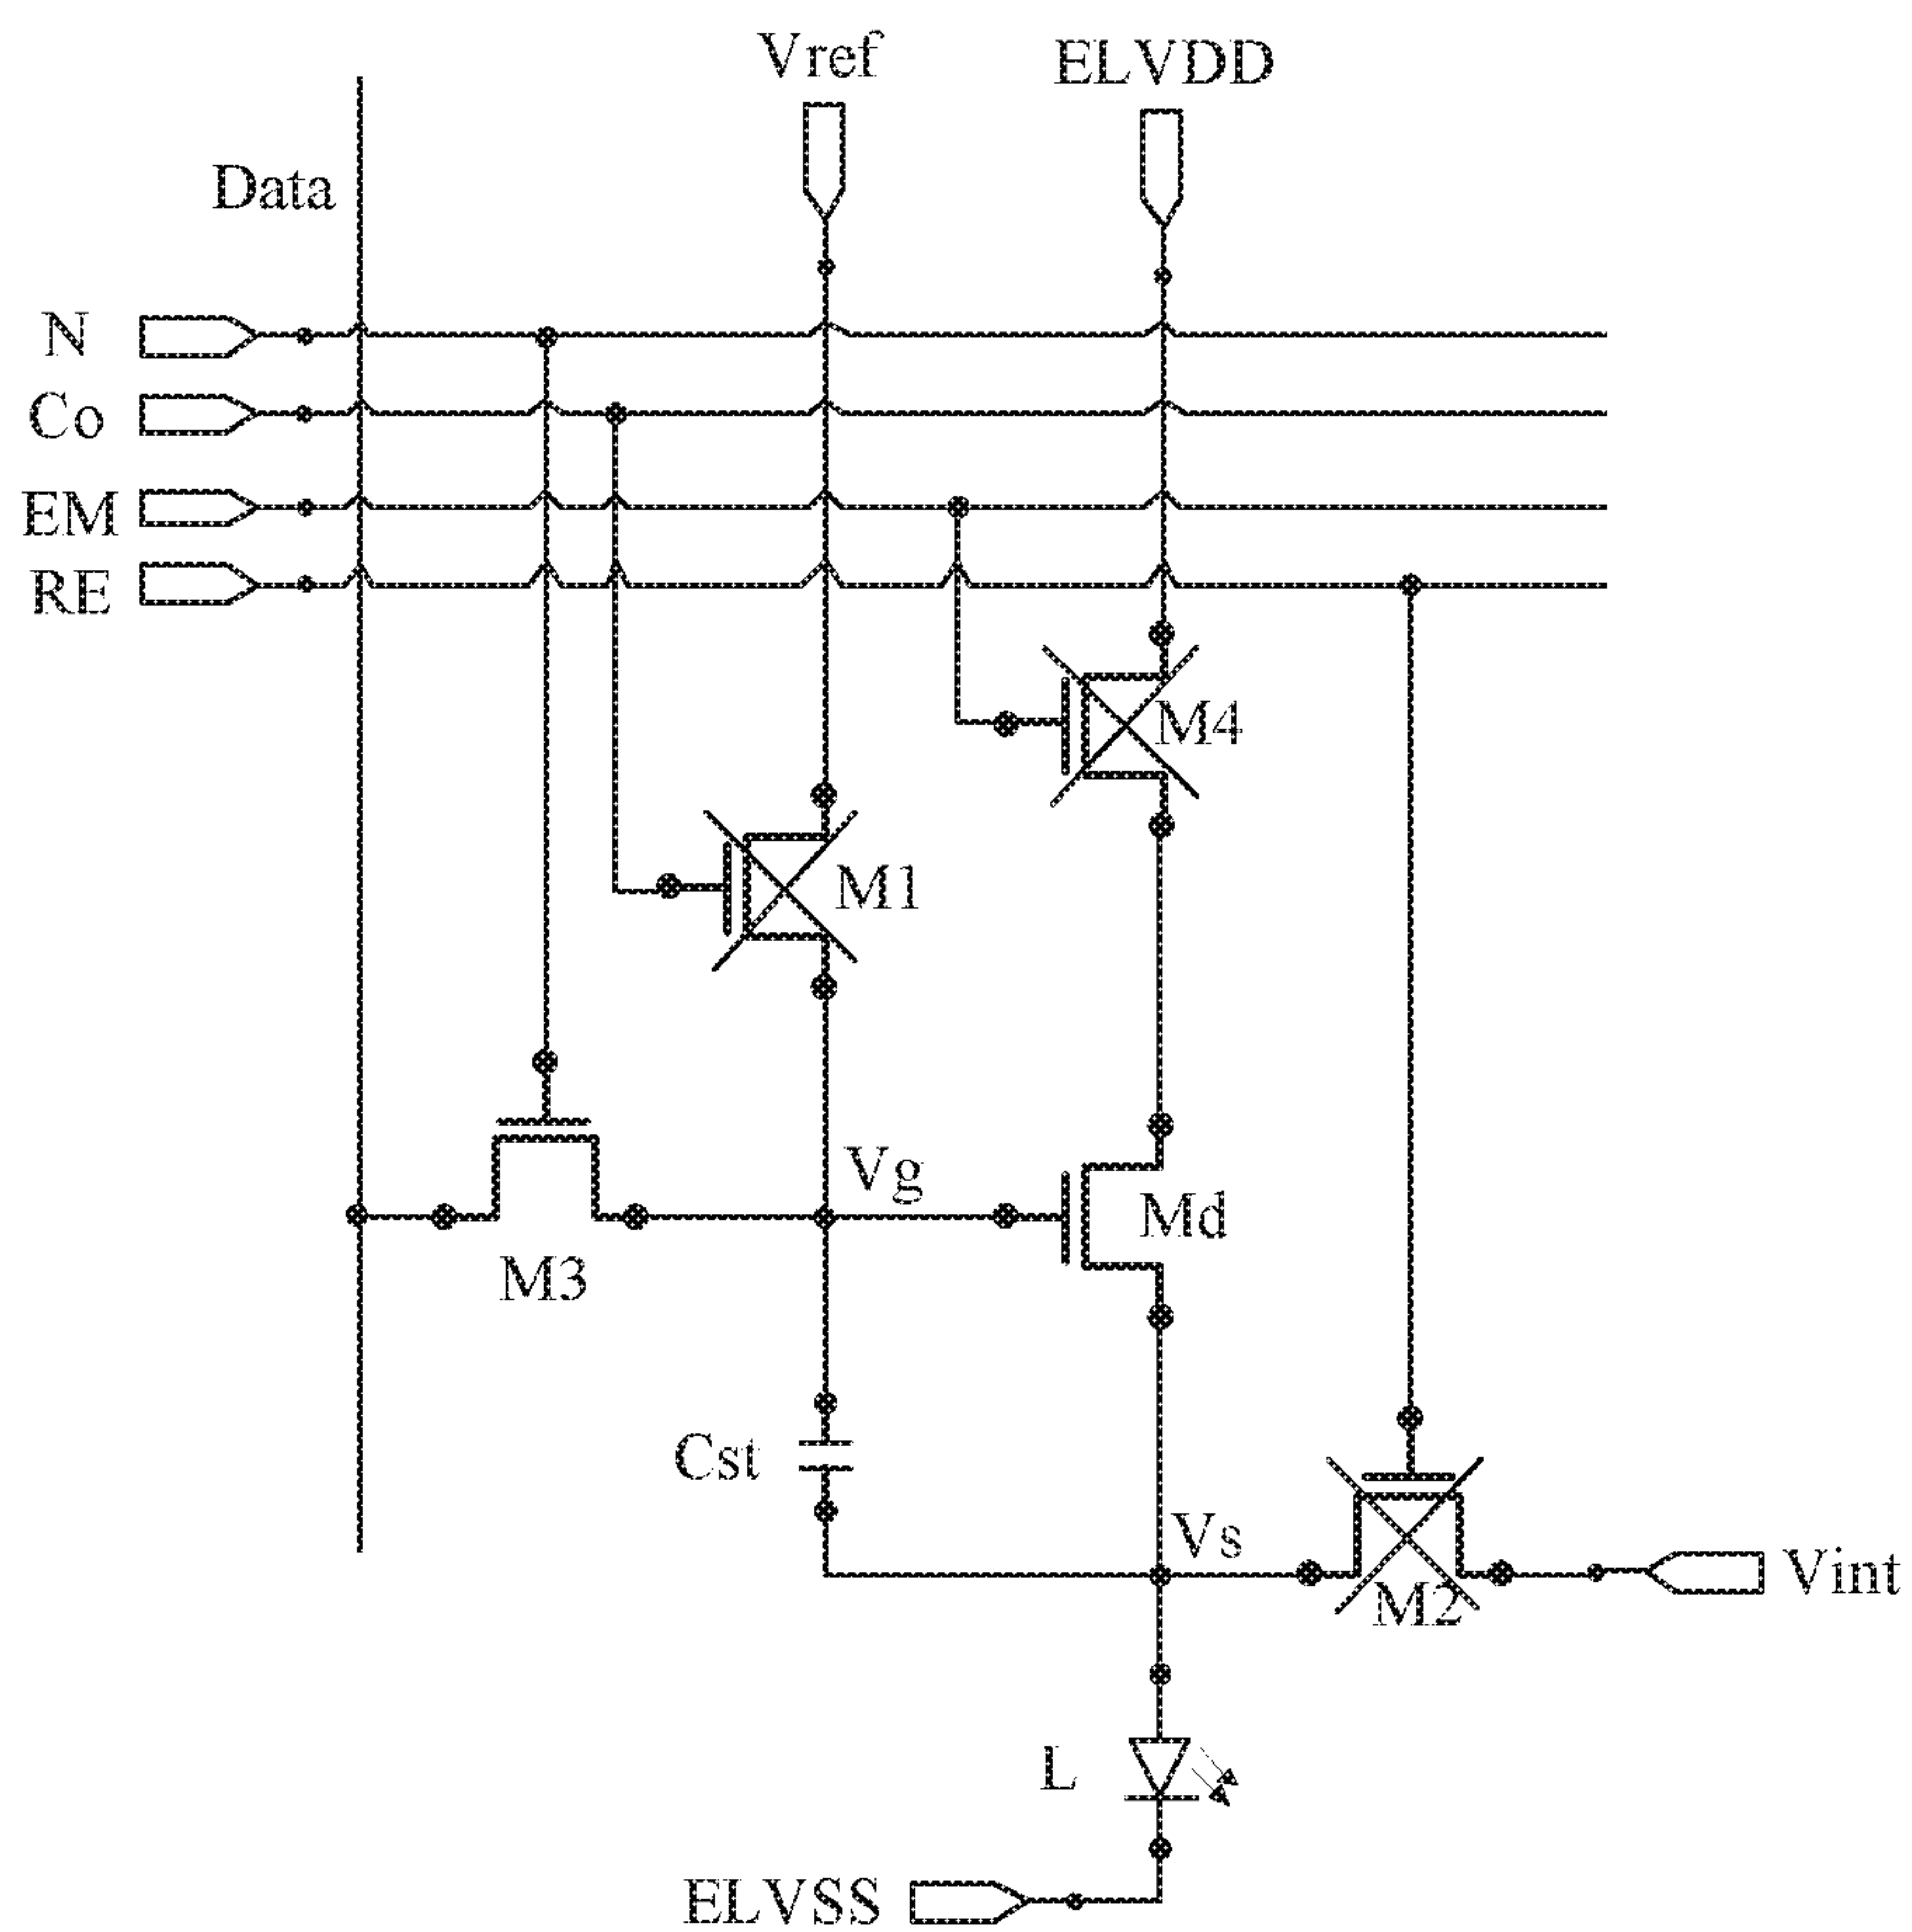 Vref
ELVDD
Data
N
Co
EM
RE
M4
M1
Vg
Md
M3
Cst
Vs
Vint
M2
L
ELVSS